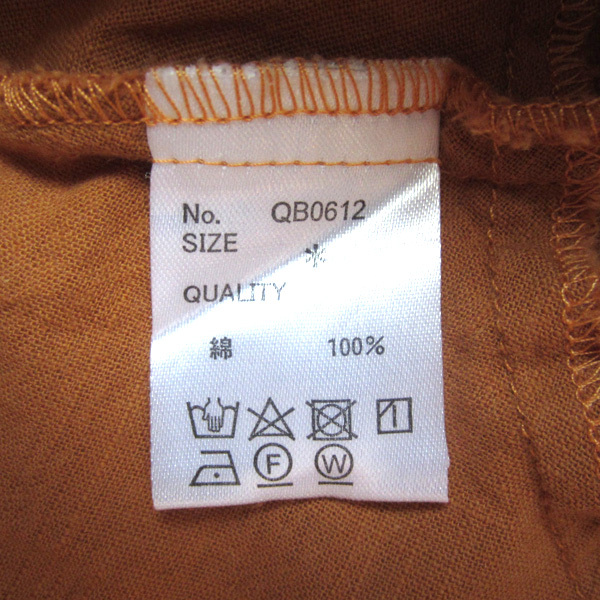 No. QB0612
SIZE *
QUALITY
綿 100%
F W